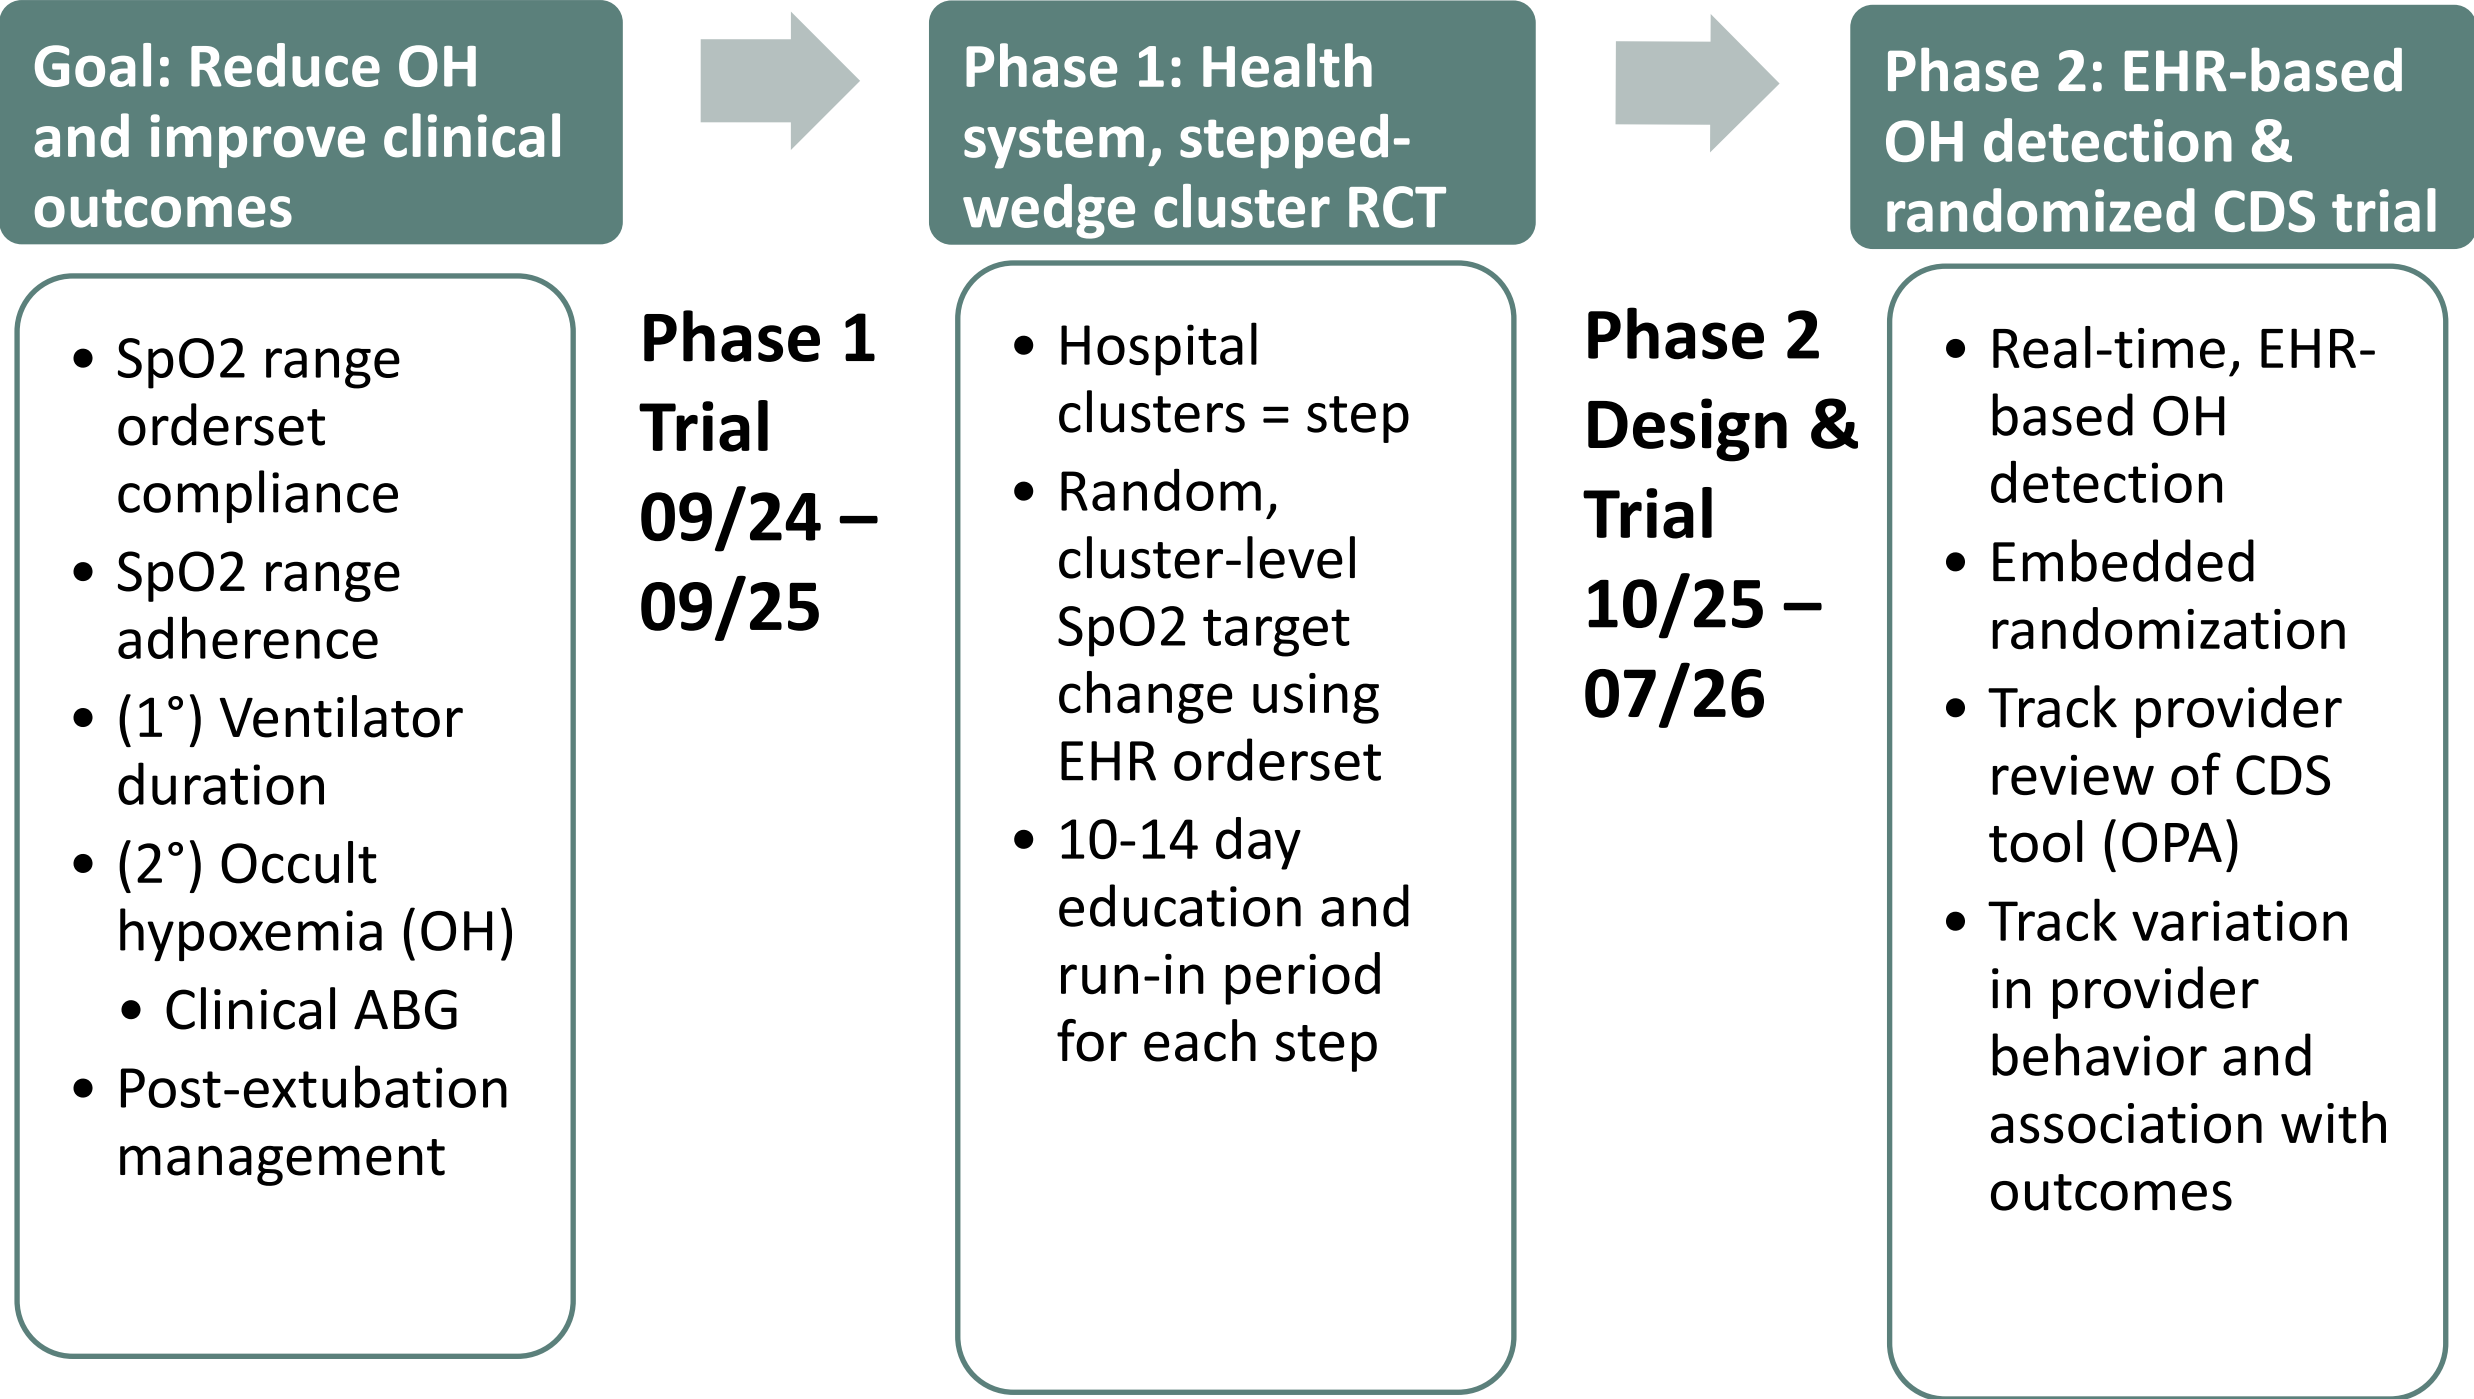 Goal: Reduce OH
and improve clinical
outcomes
• SpO2 range
orderset
compliance
• SpO2 range
adherence
• (1°) Ventilator
duration
• (2°) Occult
hypoxemia (OH)
• Clinical ABG
• Post-extubation
management
Phase 1
Trial
09/24 –
09/25
Phase 1: Health
system, stepped-
wedge cluster RCT
• Hospital
clusters = step
• Random,
cluster-level
SpO2 target
change using
EHR orderset
• 10-14 day
education and
run-in period
for each step
Phase 2
Design &
Trial
10/25 –
07/26
Phase 2: EHR-based
OH detection &
randomized CDS trial
• Real-time, EHR-
based OH
detection
• Embedded
randomization
• Track provider
review of CDS
tool (OPA)
• Track variation
in provider
behavior and
association with
outcomes